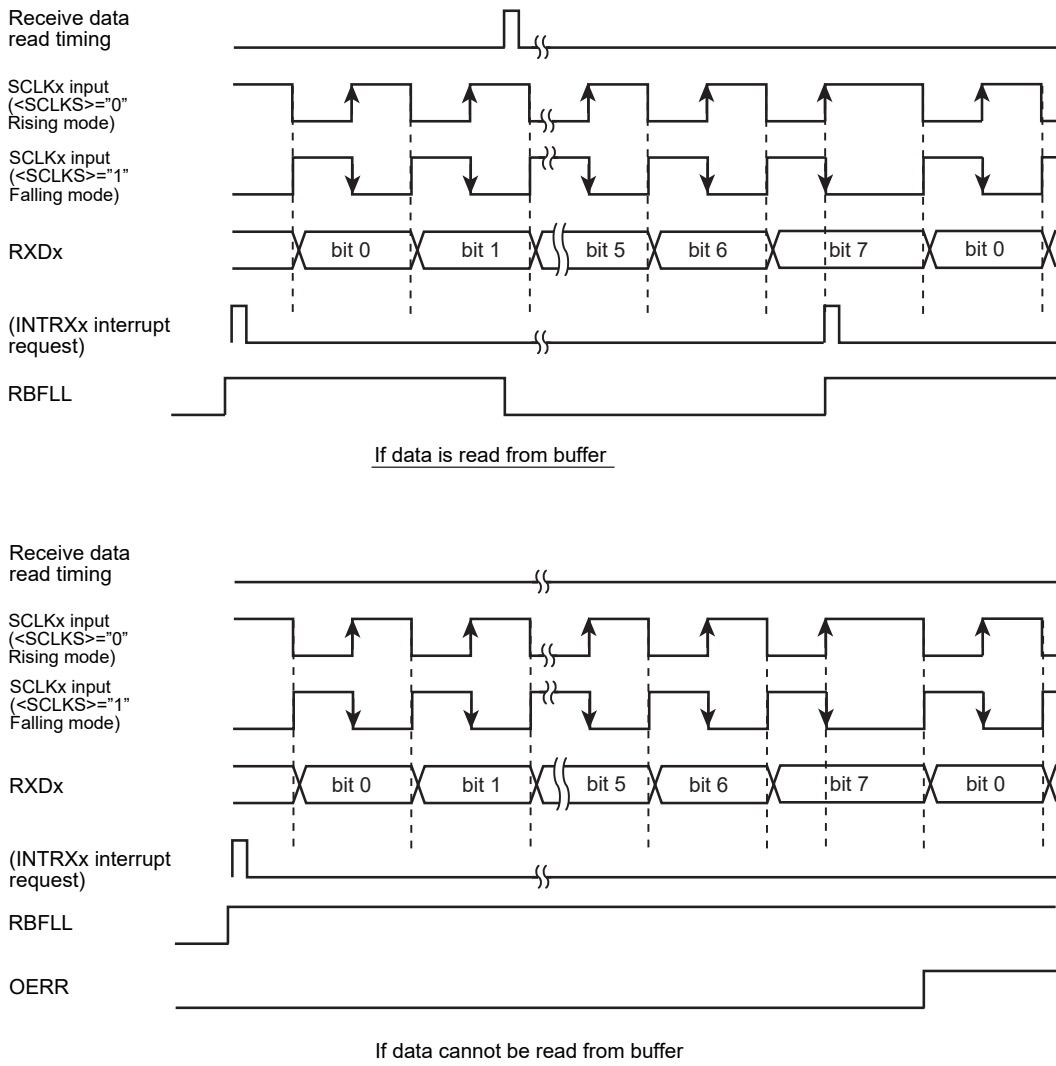 Receive data
read timing
SCLKx input
(<SCLKS>=”0”
Rising mode)
SCLKx input
(<SCLKS>=”1”
Falling mode)
RXDx
bit 0
bit 1
bit 5
bit 6
bit 7
bit 0
(INTRXx interrupt
request)
RBFLL
If data is read from buffer
Receive data
read timing
SCLKx input
(<SCLKS>=”0”
Rising mode)
SCLKx input
(<SCLKS>=”1”
Falling mode)
RXDx
bit 0
bit 1
bit 5
bit 6
bit 7
bit 0
(INTRXx interrupt
request)
RBFLL
OERR
If data cannot be read from buffer